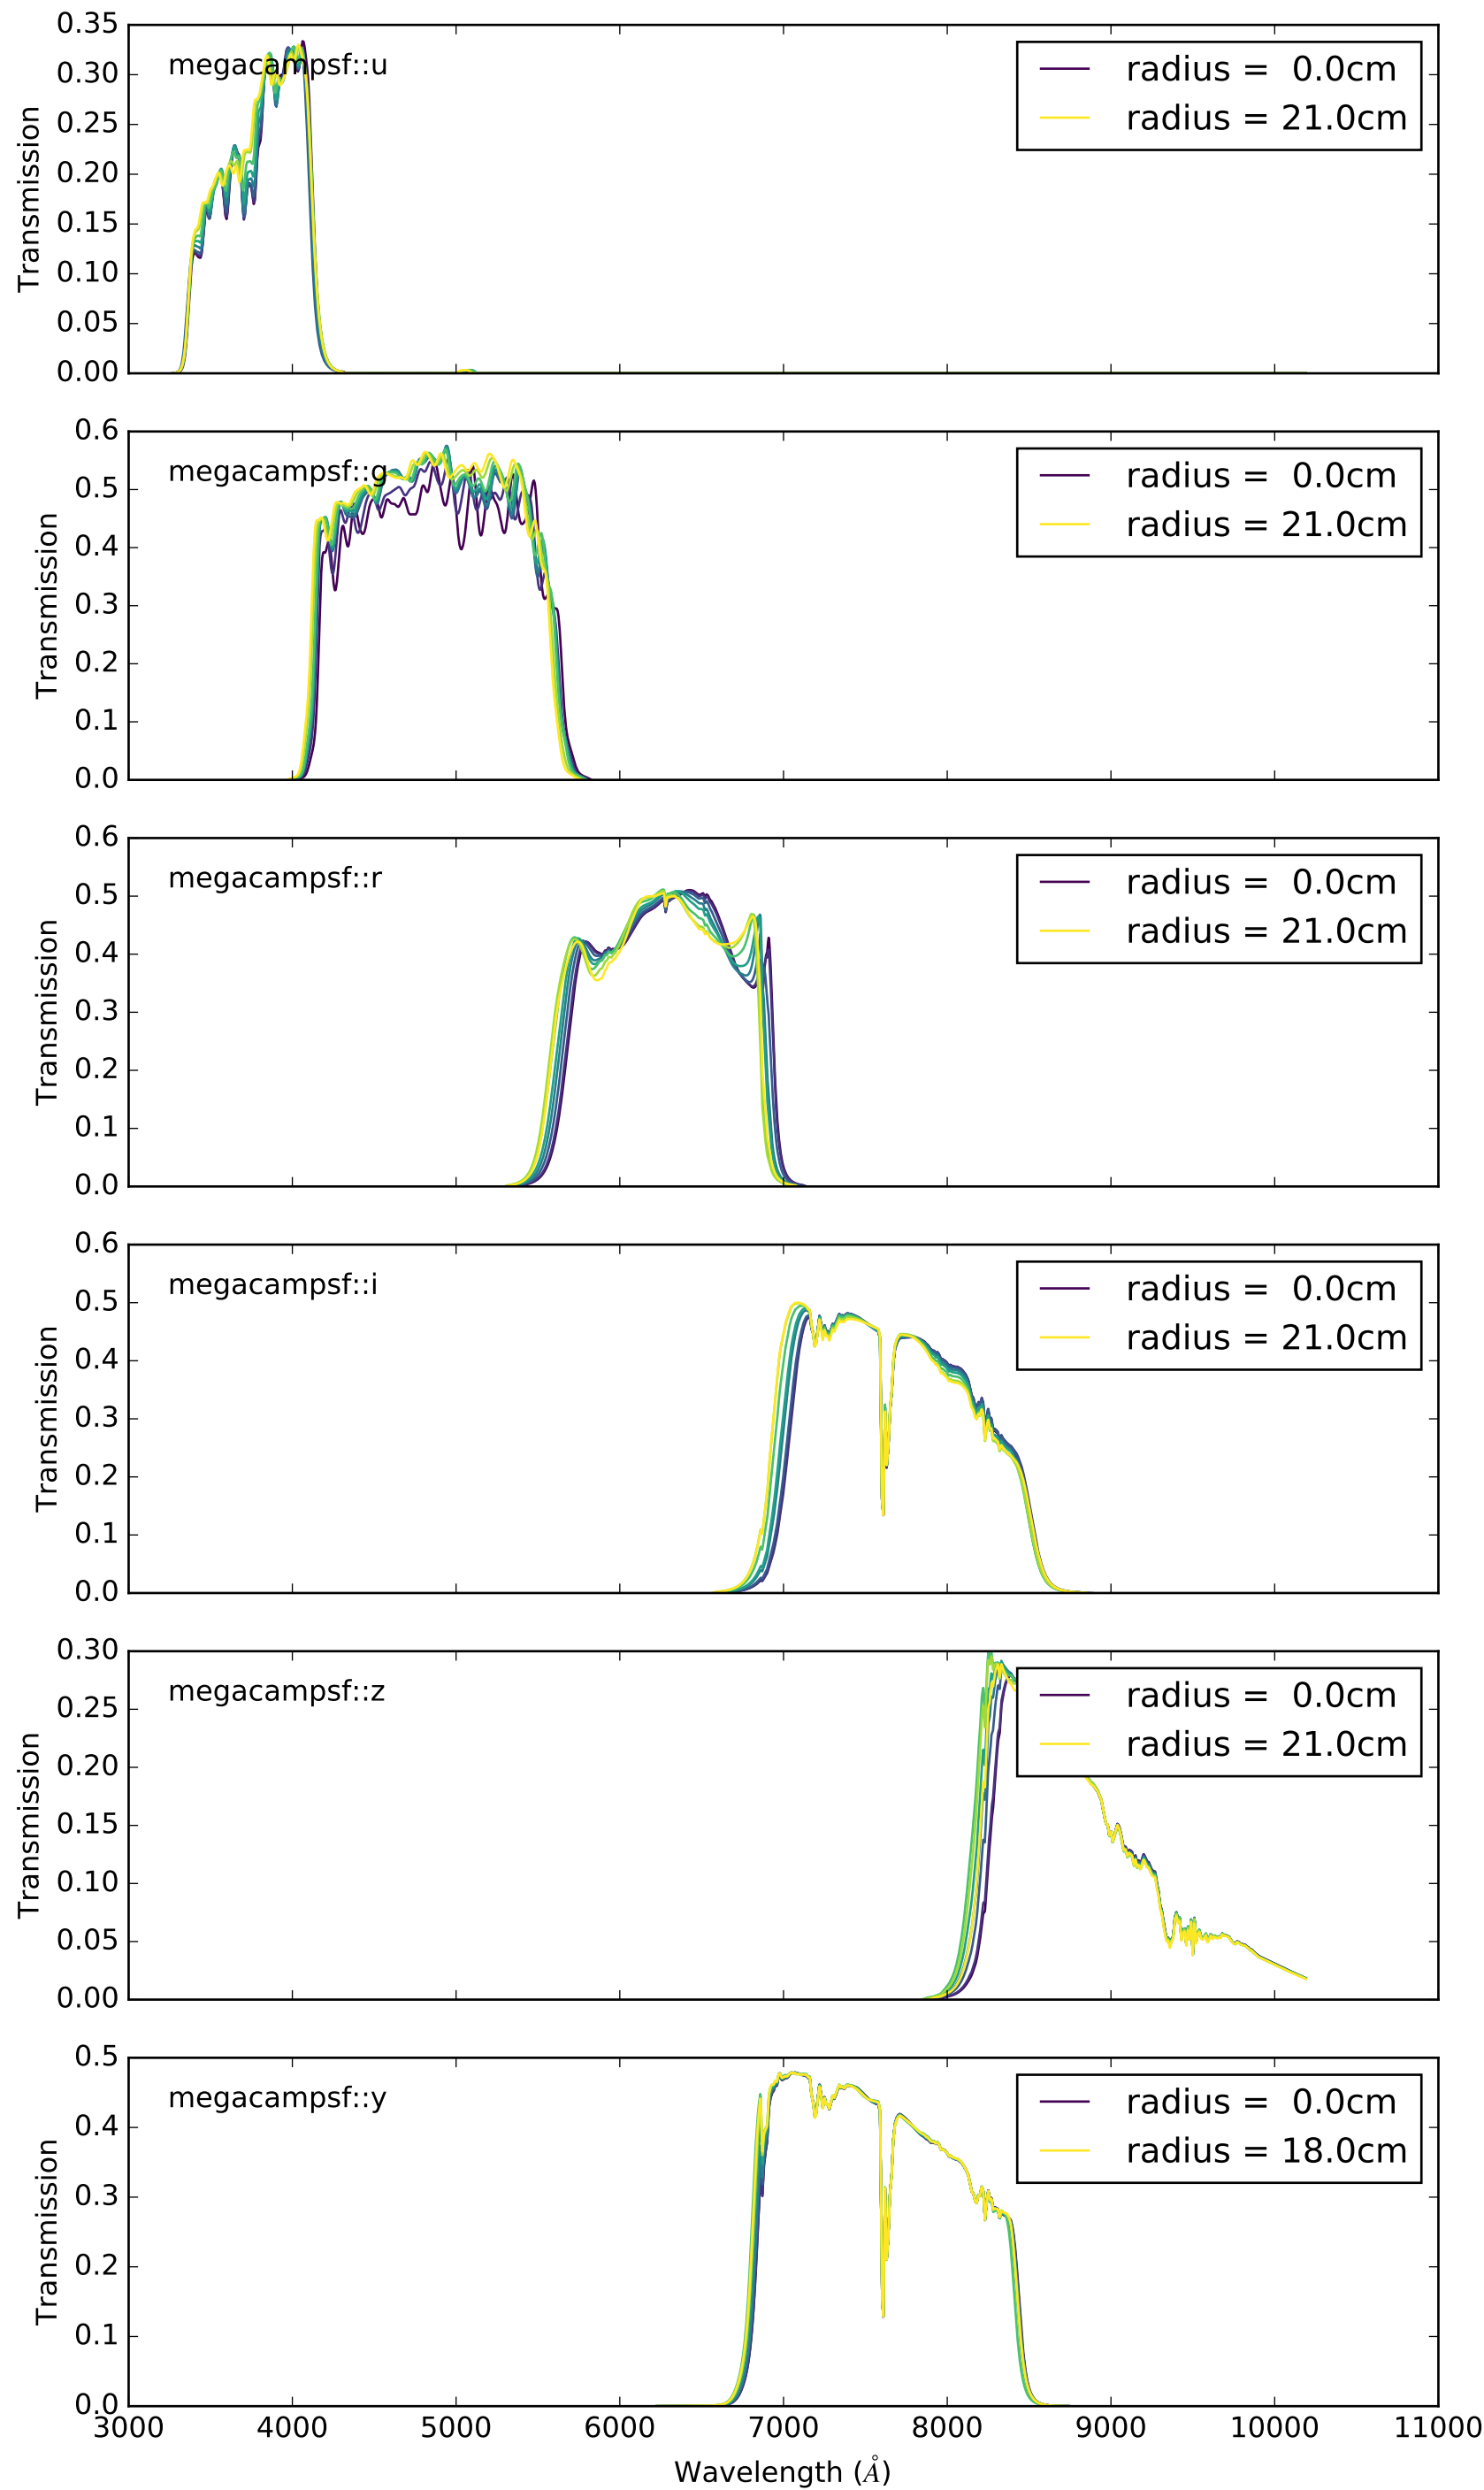 0.35
0.30
0.25
0.20
0.15
0.10
0.05
0.00
Transmission
megacampsf::u
radius =  0.0cm
radius = 21.0cm
0.6
0.5
0.4
0.3
0.2
0.1
0.0
Transmission
megacampsf::g
radius =  0.0cm
radius = 21.0cm
0.6
0.5
0.4
0.3
0.2
0.1
0.0
Transmission
megacampsf::r
radius =  0.0cm
radius = 21.0cm
0.6
0.5
0.4
0.3
0.2
0.1
0.0
Transmission
megacampsf::i
radius =  0.0cm
radius = 21.0cm
0.30
0.25
0.20
0.15
0.10
0.05
0.00
Transmission
megacampsf::z
radius =  0.0cm
radius = 21.0cm
0.5
0.4
0.3
0.2
0.1
0.0
Transmission
megacampsf::y
radius =  0.0cm
radius = 18.0cm
3000 4000 5000 6000 7000 8000 9000 10000 11000
Wavelength (Å)